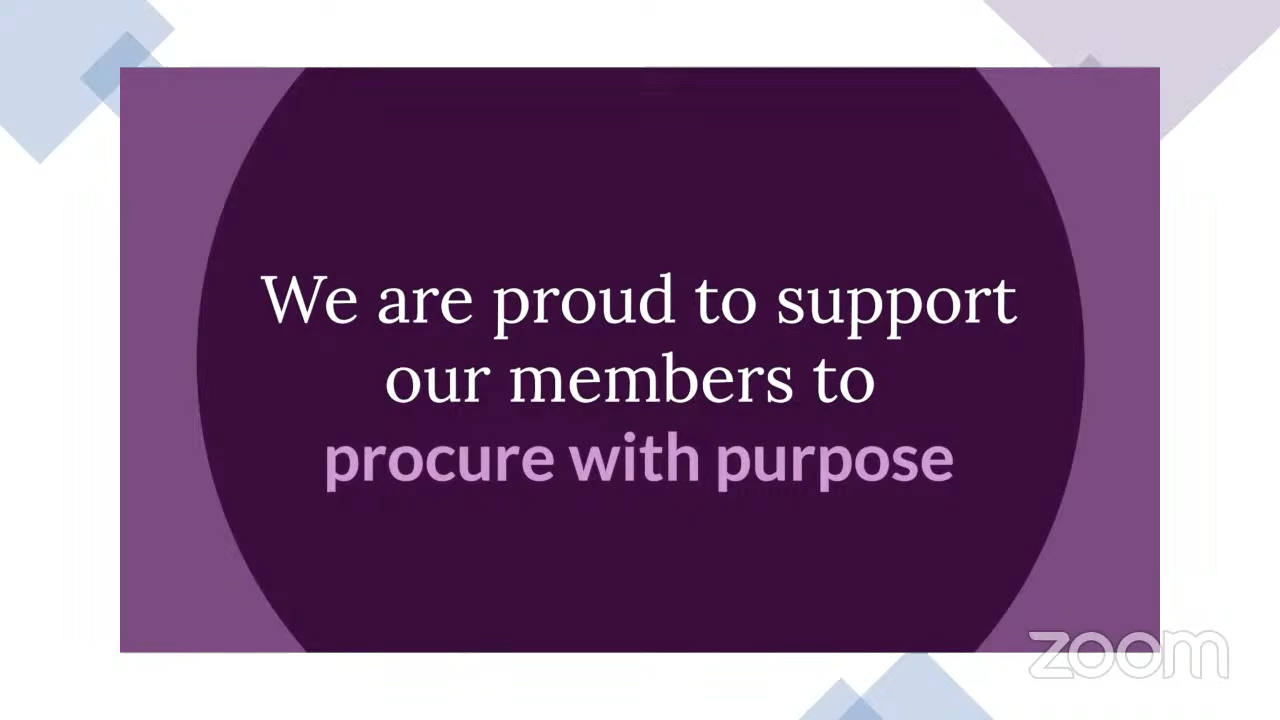 We are proud to support
our members to
procure with purpose
zoom